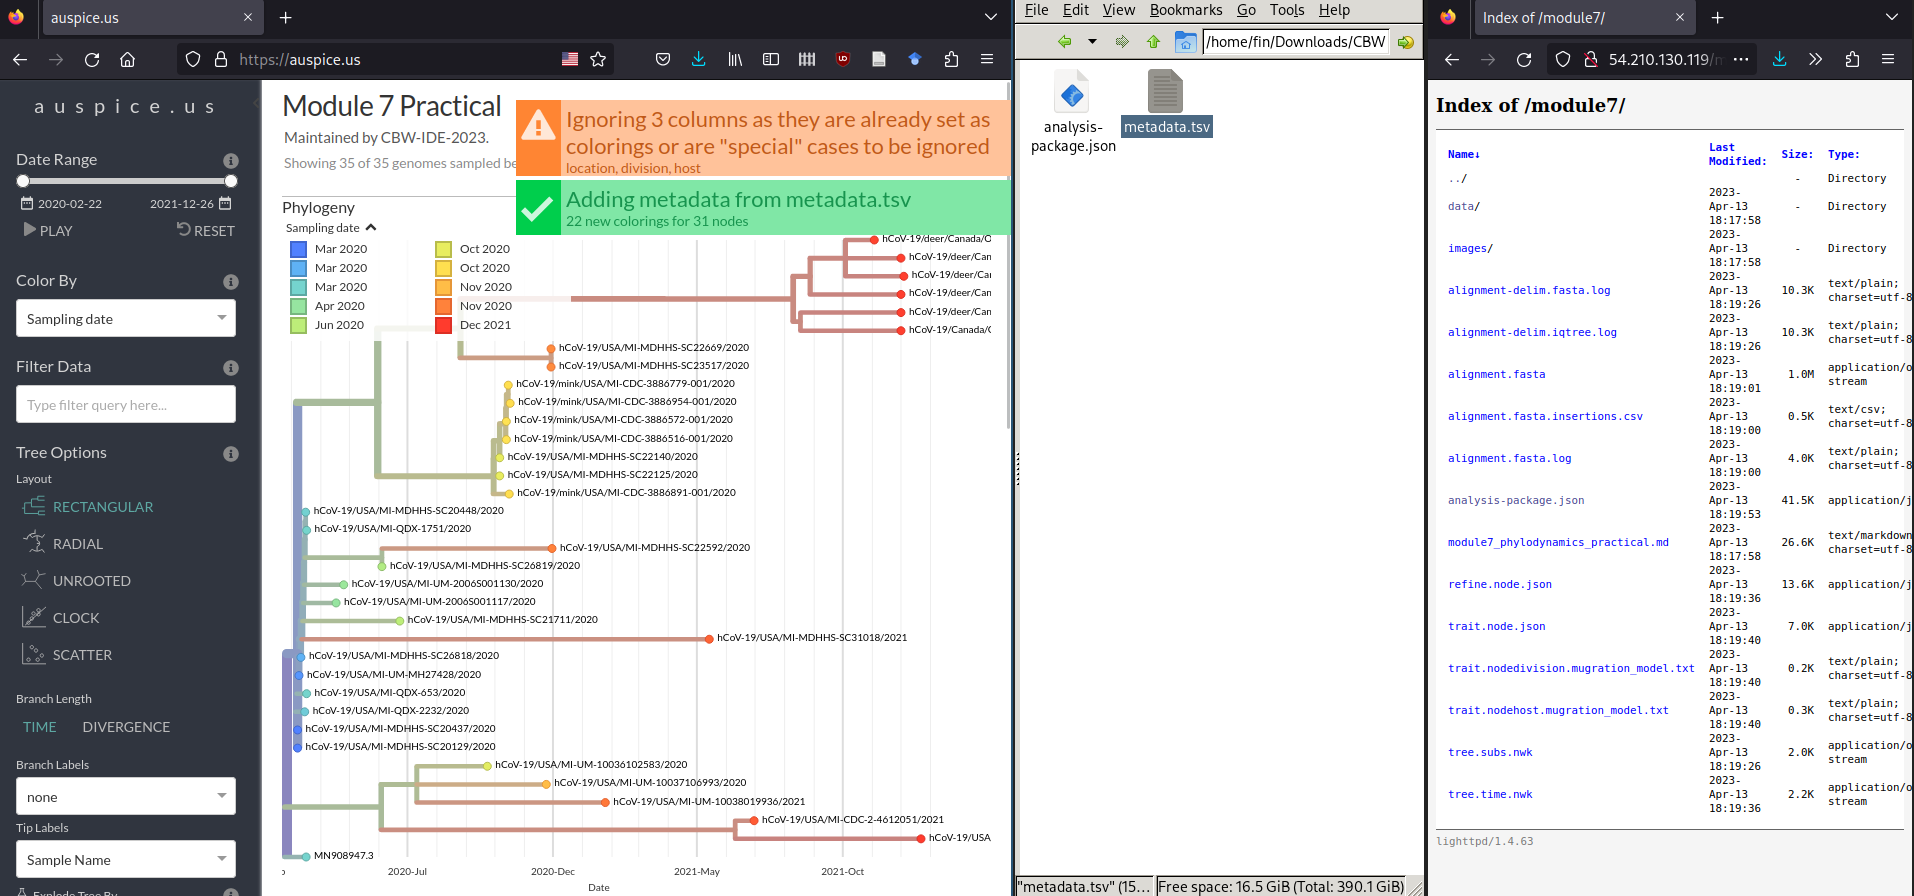 auspice.us
https://auspice.us
auspice.us
Date Range
2020-02-22
2021-12-26
PLAY
RESET
Color By
Sampling date
Filter Data
Type filter query here...
Tree Options
Layout
RECTANGULAR
RADIAL
UNROOTED
CLOCK
SCATTER
Branch Length
TIME
DIVERGENCE
Branch Labels
none
Tip Labels
Sample Name
Explode Tree By
Module 7 Practical
Maintained by CBW-IDE-2023.
Showing 35 of 35 genomes sampled be
Ignoring 3 columns as they are already set as
colorings or are "special" cases to be ignored
location, division, host
Adding metadata from metadata.tsv
22 new colorings for 31 nodes
Phylogeny
Sampling date
Mar 2020
Mar 2020
Mar 2020
Apr 2020
Jun 2020
Oct 2020
Oct 2020
Nov 2020
Nov 2020
Dec 2021
hCoV-19/deer/Canada/O
hCoV-19/deer/Can
hCoV-19/deer/Can
hCoV-19/deer/Can
hCoV-19/deer/Can
hCoV-19/Canada/O
hCoV-19/USA/MI-MDHHS-SC22669/2020
hCoV-19/USA/MI-MDHHS-SC23517/2020
hCoV-19/mink/USA/MI-CDC-3886779-001/2020
hCoV-19/mink/USA/MI-CDC-3886954-001/2020
hCoV-19/mink/USA/MI-CDC-3886572-001/2020
hCoV-19/mink/USA/MI-CDC-3886516-001/2020
hCoV-19/USA/MI-MDHHS-SC22140/2020
hCoV-19/USA/MI-MDHHS-SC22125/2020
hCoV-19/mink/USA/MI-CDC-3886891-001/2020
hCoV-19/USA/MI-MDHHS-SC20448/2020
hCoV-19/USA/MI-QDX-1751/2020
hCoV-19/USA/MI-MDHHS-SC22592/2020
hCoV-19/USA/MI-MDHHS-SC26819/2020
hCoV-19/USA/MI-UM-2006S001130/2020
hCoV-19/USA/MI-UM-2006S001117/2020
hCoV-19/USA/MI-MDHHS-SC21711/2020
hCoV-19/USA/MI-MDHHS-SC31018/2021
hCoV-19/USA/MI-MDHHS-SC26818/2020
hCoV-19/USA/MI-UM-MH27428/2020
hCoV-19/USA/MI-QDX-653/2020
hCoV-19/USA/MI-QDX-2232/2020
hCoV-19/USA/MI-MDHHS-SC20437/2020
hCoV-19/USA/MI-MDHHS-SC20129/2020
hCoV-19/USA/MI-UM-10036102583/2020
hCoV-19/USA/MI-UM-10037106993/2020
hCoV-19/USA/MI-UM-10038019936/2021
hCoV-19/USA/MI-CDC-2-4612051/2021
hCoV-19/USA
MN908947.3
2020-Jul
2020-Dec
2021-May
2021-Oct
Date
File Edit View Bookmarks Go Tools Help
/home/fin/Downloads/CBW
analysis-
package.json
metadata.tsv
"metadata.tsv" (15...
Free space: 16.5 GiB (Total: 390.1 GiB)
Index of /module7/
54.210.130.119/m
Index of /module7/
Name↓ Last Modified: Size: Type:
../ - Directory
data/ 2023-Apr-13 18:17:58 - Directory
images/ 2023-Apr-13 18:17:58 - Directory
alignment-delim.fasta.log 2023-Apr-13 18:19:26 10.3K text/plain; charset=utf-8
alignment-delim.iqtree.log 2023-Apr-13 18:19:26 10.3K text/plain; charset=utf-8
alignment.fasta 2023-Apr-13 18:19:01 1.0M application/o stream
alignment.fasta.insertions.csv 2023-Apr-13 18:19:00 0.5K text/csv; charset=utf-8
alignment.fasta.log 2023-Apr-13 18:19:00 4.0K text/plain; charset=utf-8
analysis-package.json 2023-Apr-13 18:19:53 41.5K application/j
module7_phylodynamics_practical.md 2023-Apr-13 18:17:58 26.6K text/markdown charset=utf-8
refine.node.json 2023-Apr-13 18:19:36 13.6K application/j
trait.node.json 2023-Apr-13 18:19:40 7.0K application/j
trait.nodedivision.mugration_model.txt 2023-Apr-13 18:19:40 0.2K text/plain; charset=utf-8
trait.nodehost.mugration_model.txt 2023-Apr-13 18:19:40 0.3K text/plain; charset=utf-8
tree.subs.nwk 2023-Apr-13 18:19:26 2.0K application/o stream
tree.time.nwk 2023-Apr-13 18:19:36 2.2K application/o stream
lighttpd/1.4.63